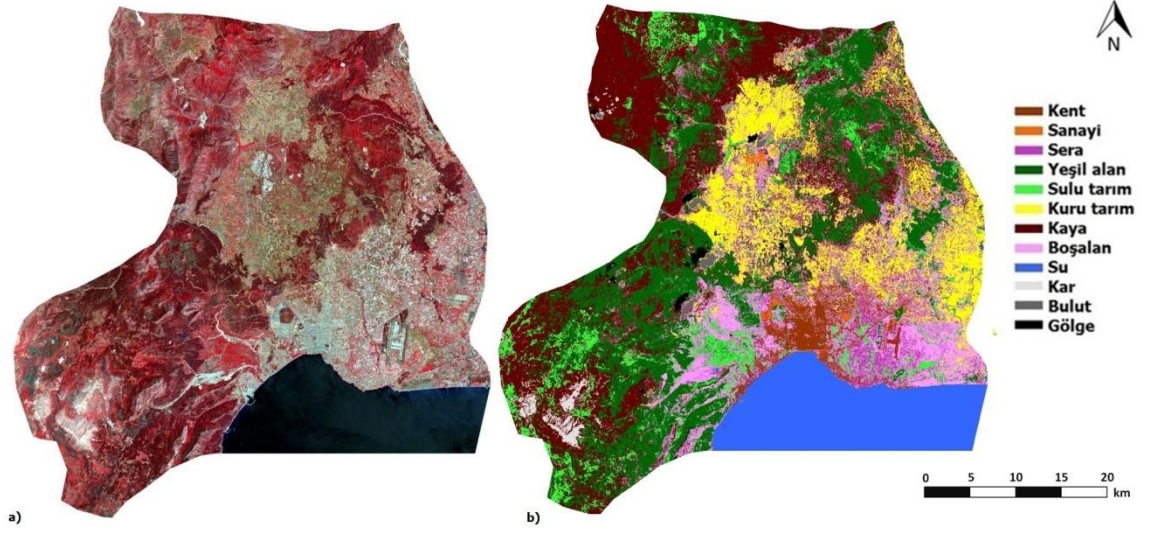 N
Kent
Sanayi
Sera
Yeşil alan
Sulu tarım
Kuru tarım
Kaya
Boşalan
Su
Kar
Bulut
Gölge
0 5 10 15 20
km
a)
b)